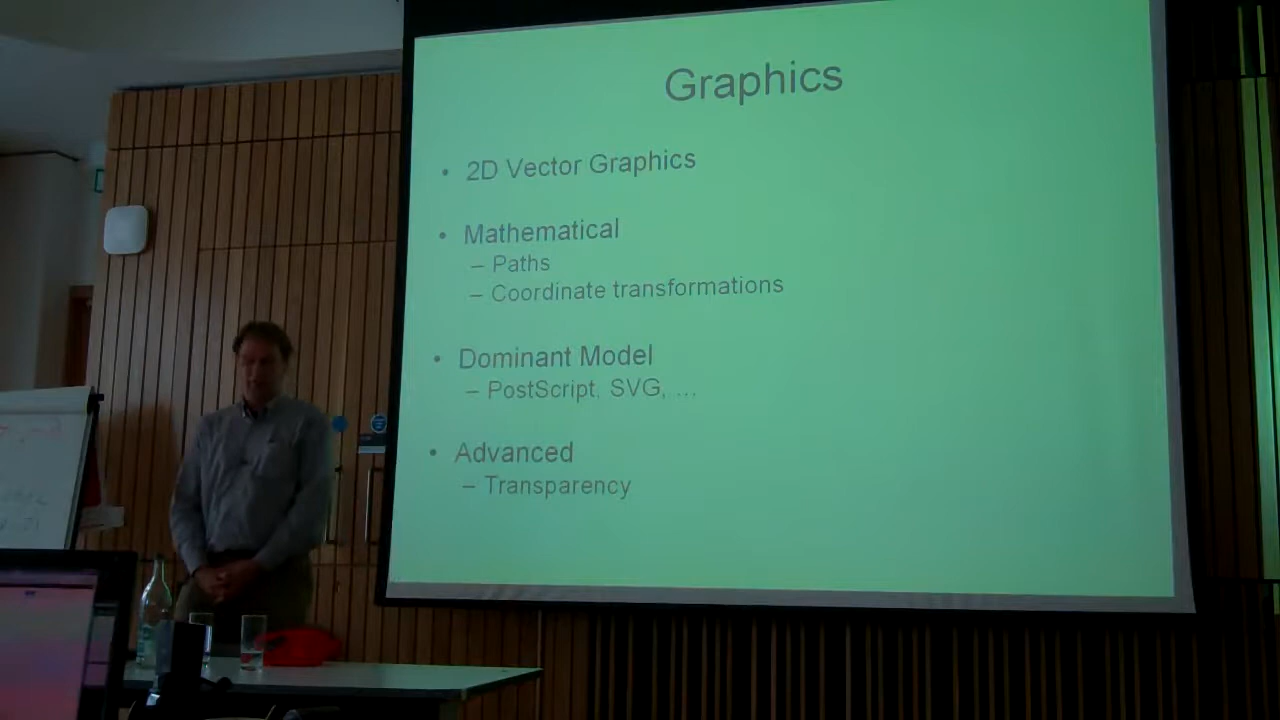 Graphics
• 2D Vector Graphics
• Mathematical
– Paths
– Coordinate transformations
• Dominant Model
– PostScript, SVG, ...
• Advanced
– Transparency